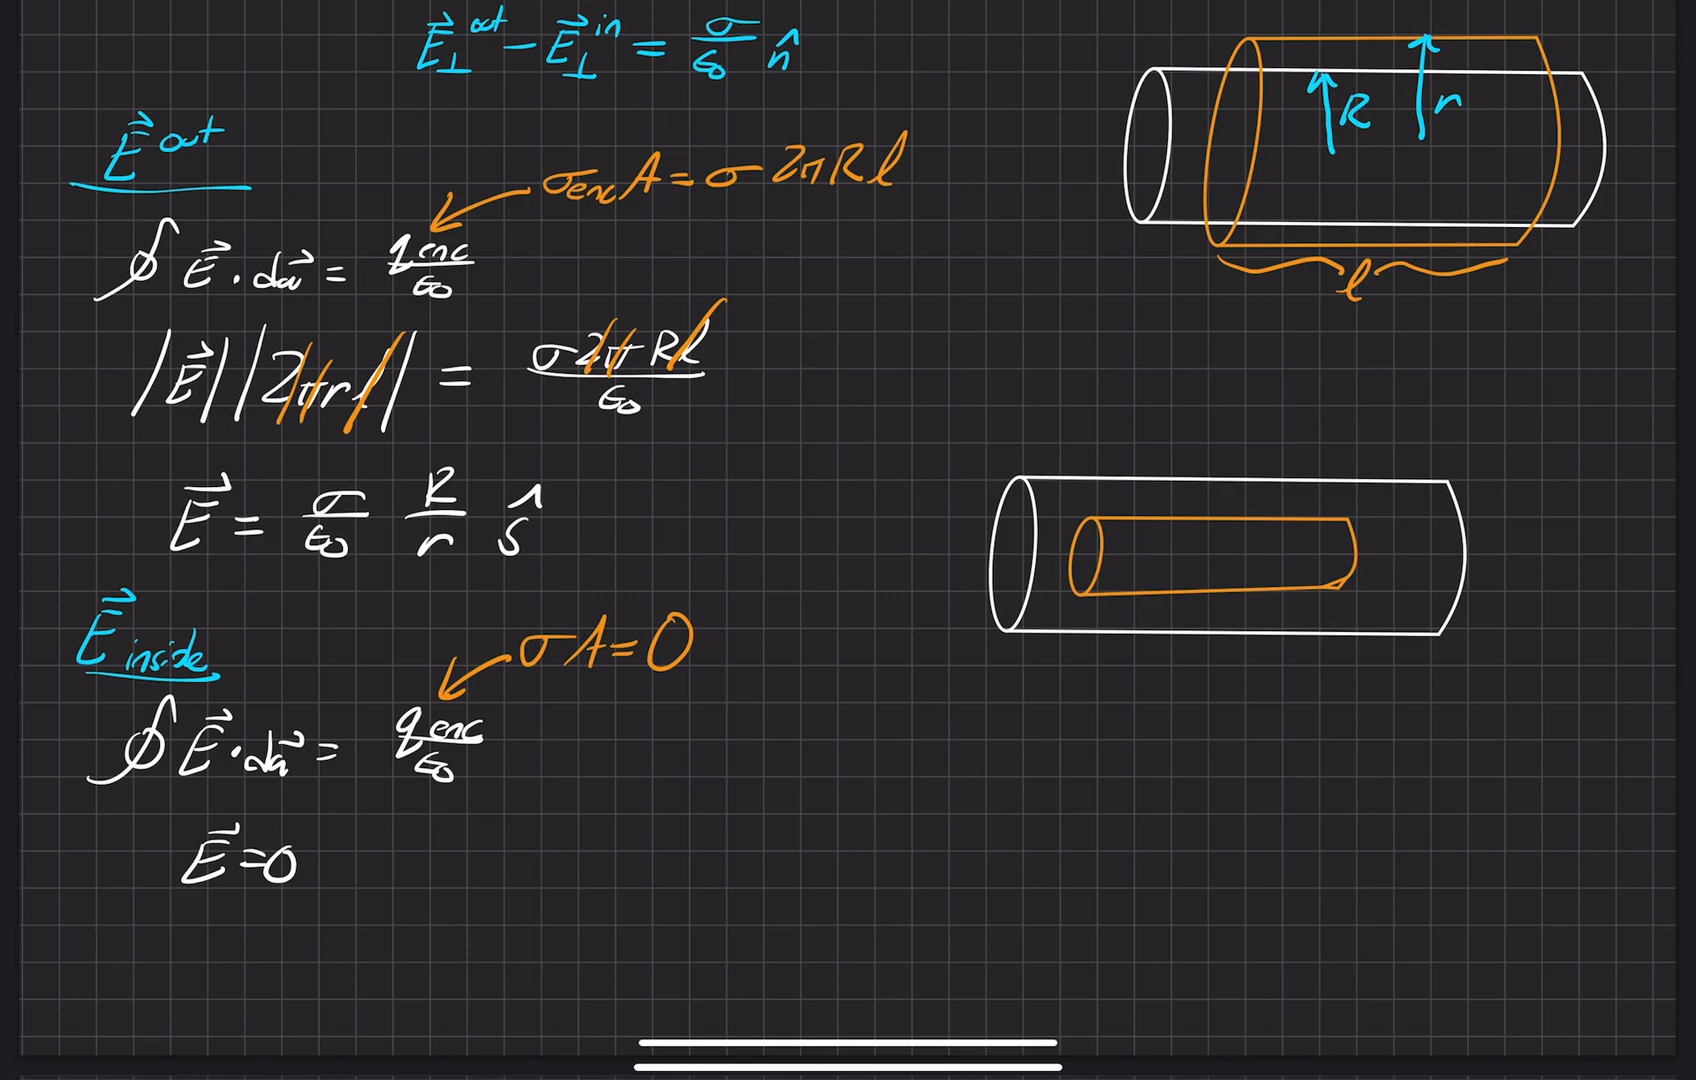 E⃗⊥^out − E⃗⊥^in = σ/ε₀ n̂
E⃗^out
σ_enc A = σ 2πRl
∮ E⃗ · da⃗ = q_enc/ε₀
|E⃗| |2πrl| = σ2πRl/ε₀
E⃗ = σ/ε₀ R/r ŝ
R
r
l
E⃗ inside
σA = 0
∮ E⃗ · da⃗ = q_enc/ε₀
E⃗ = 0